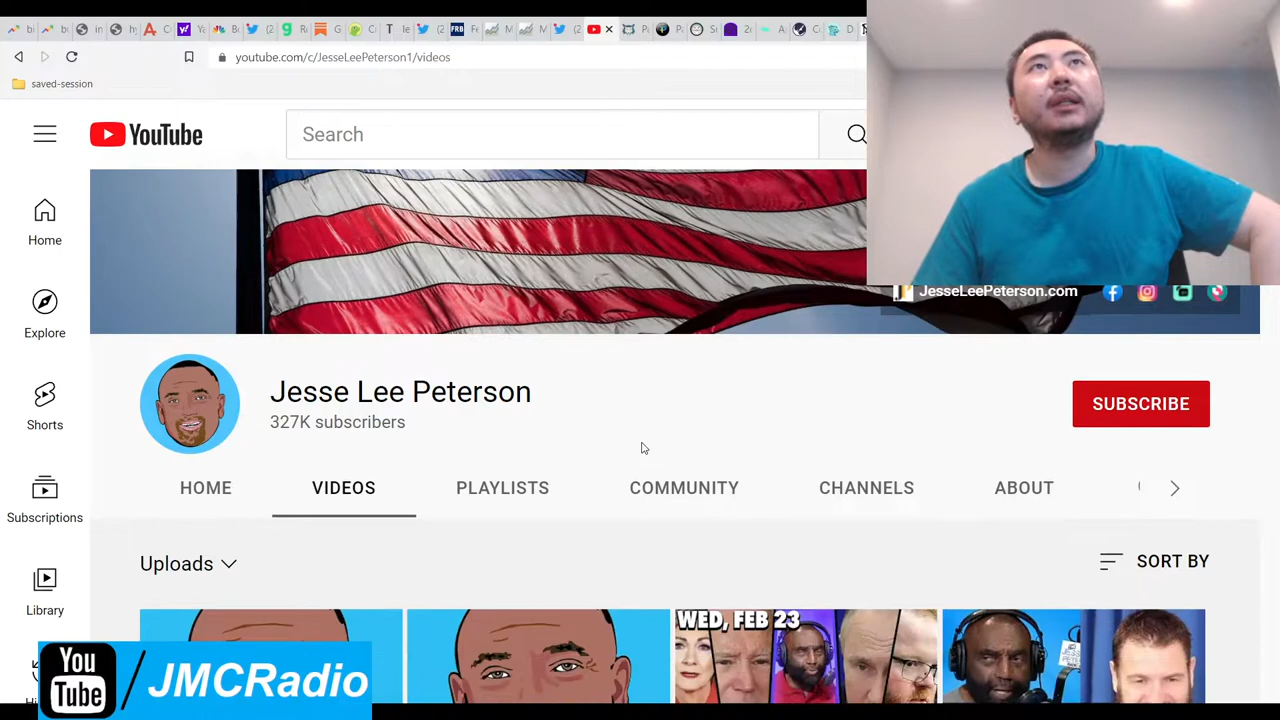 youtube.com/c/JesseLeePeterson1/videos
saved-session
YouTube
Search
Home
Explore
Shorts
Subscriptions
Library
JesseLeePeterson.com
Jesse Lee Peterson
327K subscribers
SUBSCRIBE
HOME
VIDEOS
PLAYLISTS
COMMUNITY
CHANNELS
ABOUT
Uploads
SORT BY
WED, FEB 23
You
Tube
JMCRadio